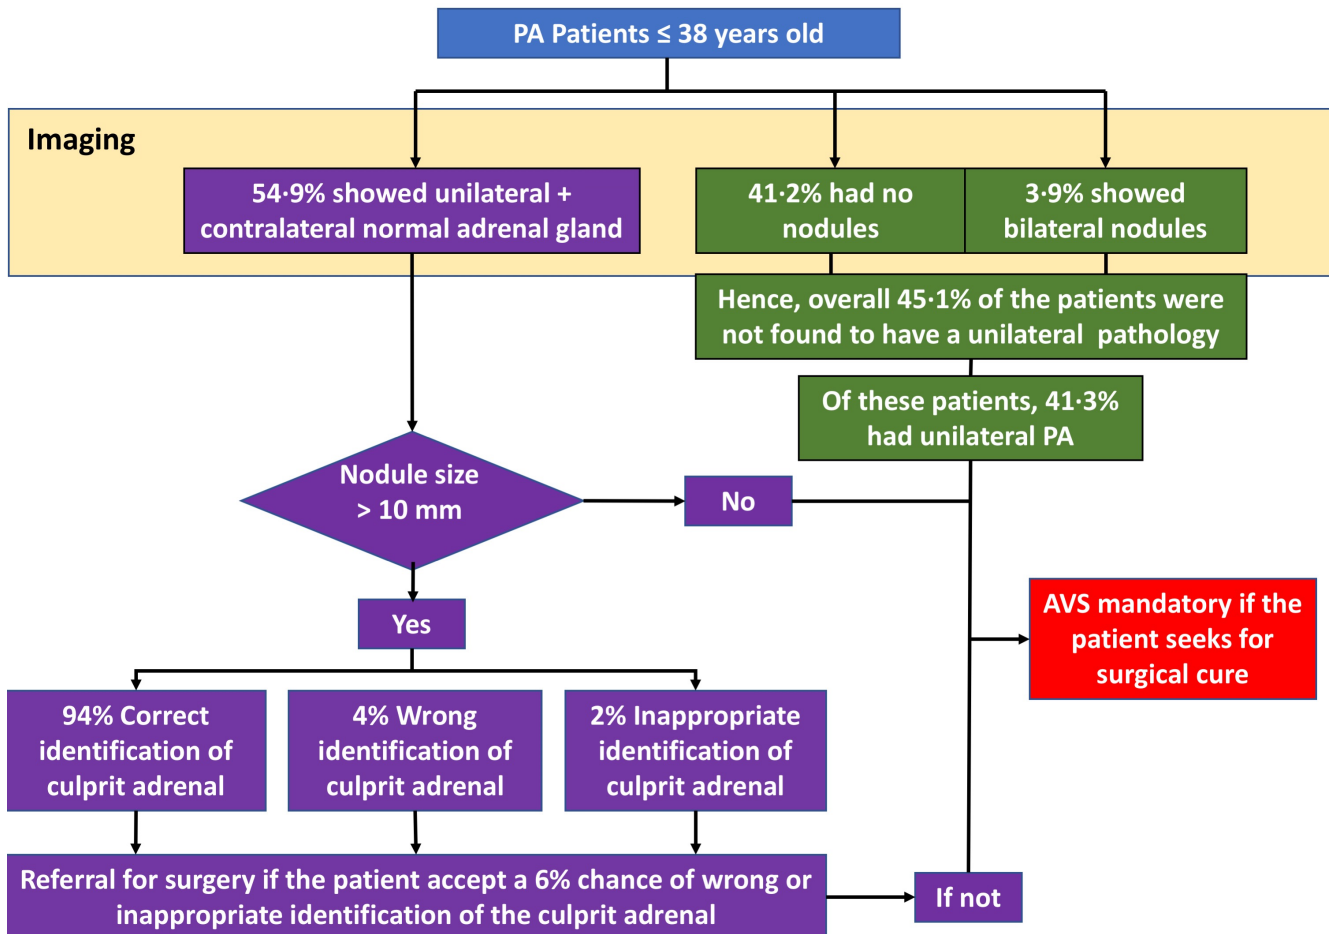 PA Patients ≤ 38 years old
Imaging
54·9% showed unilateral +
contralateral normal adrenal gland
41·2% had no
nodules
3·9% showed
bilateral nodules
Hence, overall 45·1% of the patients were
not found to have a unilateral pathology
Of these patients, 41·3%
had unilateral PA
Nodule size
> 10 mm
No
Yes
AVS mandatory if the
patient seeks for
surgical cure
94% Correct
identification of
culprit adrenal
4% Wrong
identification of
culprit adrenal
2% Inappropriate
identification of
culprit adrenal
Referral for surgery if the patient accept a 6% chance of wrong or
inappropriate identification of the culprit adrenal
If not